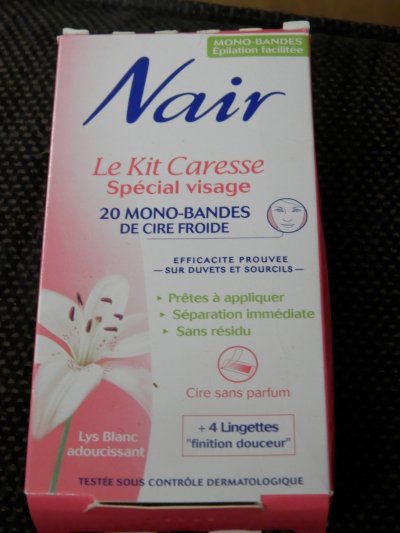 MONO-BANDES
Epilation facilitée
Nair
Le Kit Caresse
Spécial visage
20 MONO-BANDES
DE CIRE FROIDE
EFFICACITE PROUVEE
— SUR DUVETS ET SOURCILS —
Prêtes à appliquer
Séparation immédiate
Sans résidu
Cire sans parfum
+ 4 Lingettes
"finition douceur"
Lys Blanc
adoucissant
TESTÉE SOUS CONTRÔLE DERMATOLOGIQUE